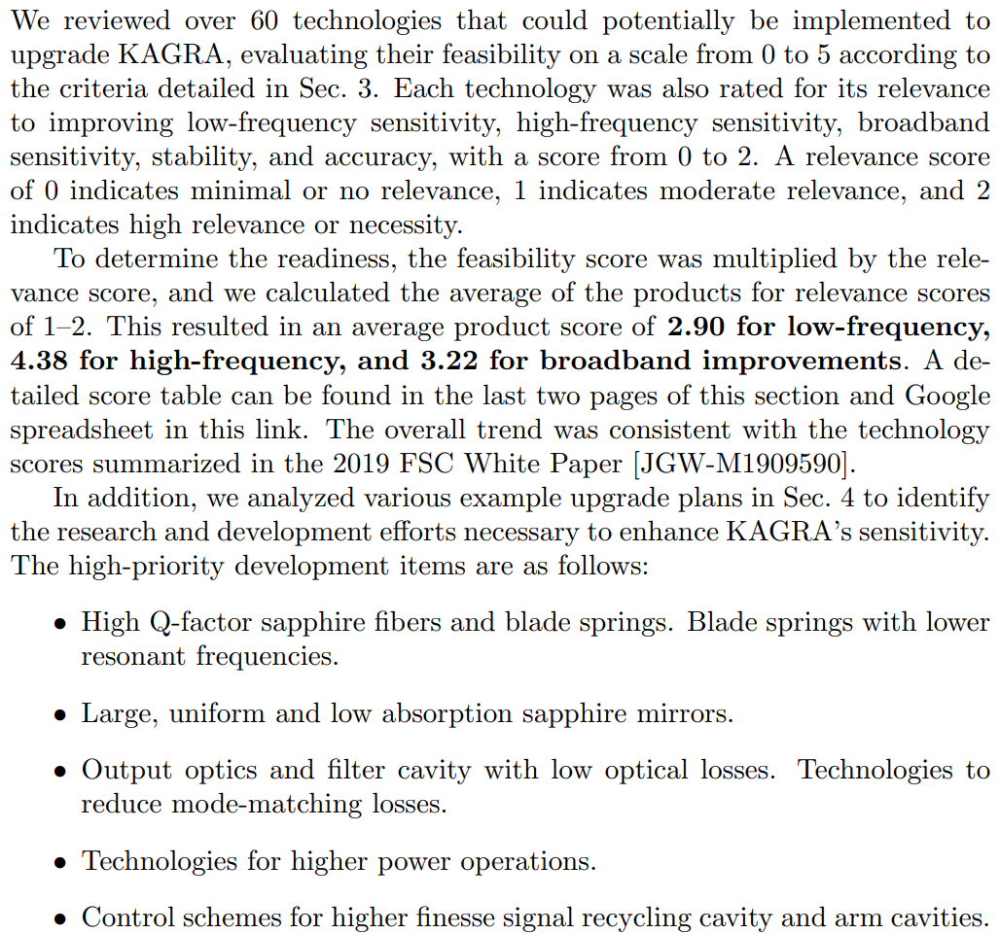 We reviewed over 60 technologies that could potentially be implemented to
upgrade KAGRA, evaluating their feasibility on a scale from 0 to 5 according to
the criteria detailed in Sec. 3. Each technology was also rated for its relevance
to improving low-frequency sensitivity, high-frequency sensitivity, broadband
sensitivity, stability, and accuracy, with a score from 0 to 2. A relevance score
of 0 indicates minimal or no relevance, 1 indicates moderate relevance, and 2
indicates high relevance or necessity.
To determine the readiness, the feasibility score was multiplied by the rele-
vance score, and we calculated the average of the products for relevance scores
of 1–2. This resulted in an average product score of 2.90 for low-frequency,
4.38 for high-frequency, and 3.22 for broadband improvements. A de-
tailed score table can be found in the last two pages of this section and Google
spreadsheet in this link. The overall trend was consistent with the technology
scores summarized in the 2019 FSC White Paper [JGW-M1909590].
In addition, we analyzed various example upgrade plans in Sec. 4 to identify
the research and development efforts necessary to enhance KAGRA's sensitivity.
The high-priority development items are as follows:
• High Q-factor sapphire fibers and blade springs. Blade springs with lower
resonant frequencies.
• Large, uniform and low absorption sapphire mirrors.
• Output optics and filter cavity with low optical losses. Technologies to
reduce mode-matching losses.
• Technologies for higher power operations.
• Control schemes for higher finesse signal recycling cavity and arm cavities.